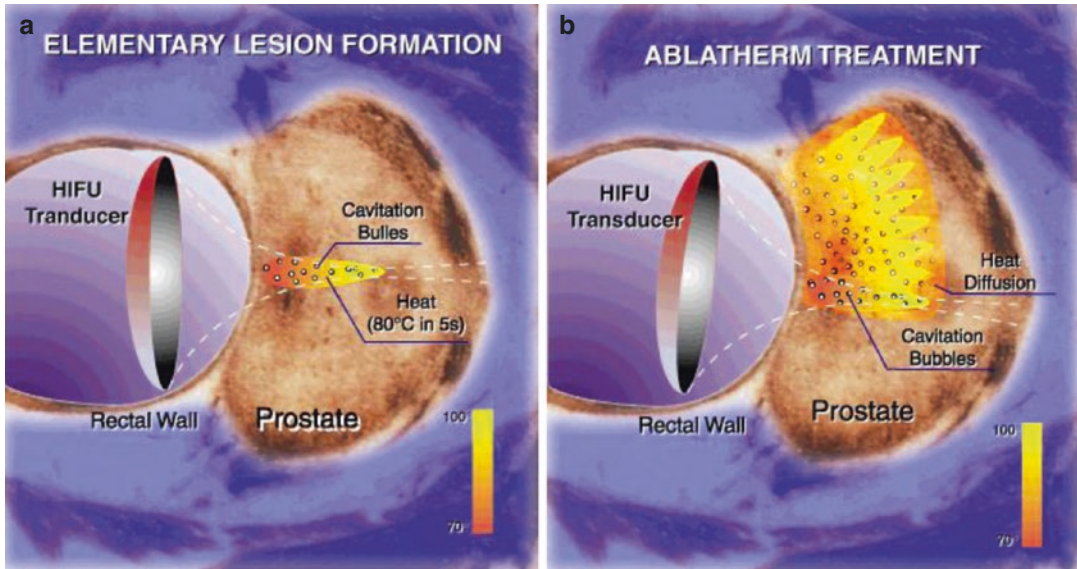 a
ELEMENTARY LESION FORMATION
HIFU
Tranducer
Cavitation
Bulles
Heat
(80°C in 5s)
Rectal Wall
Prostate
100
70
b
ABLATHERM TREATMENT
HIFU
Transducer
Heat
Diffusion
Cavitation
Bubbles
Rectal Wall
Prostate
100
70